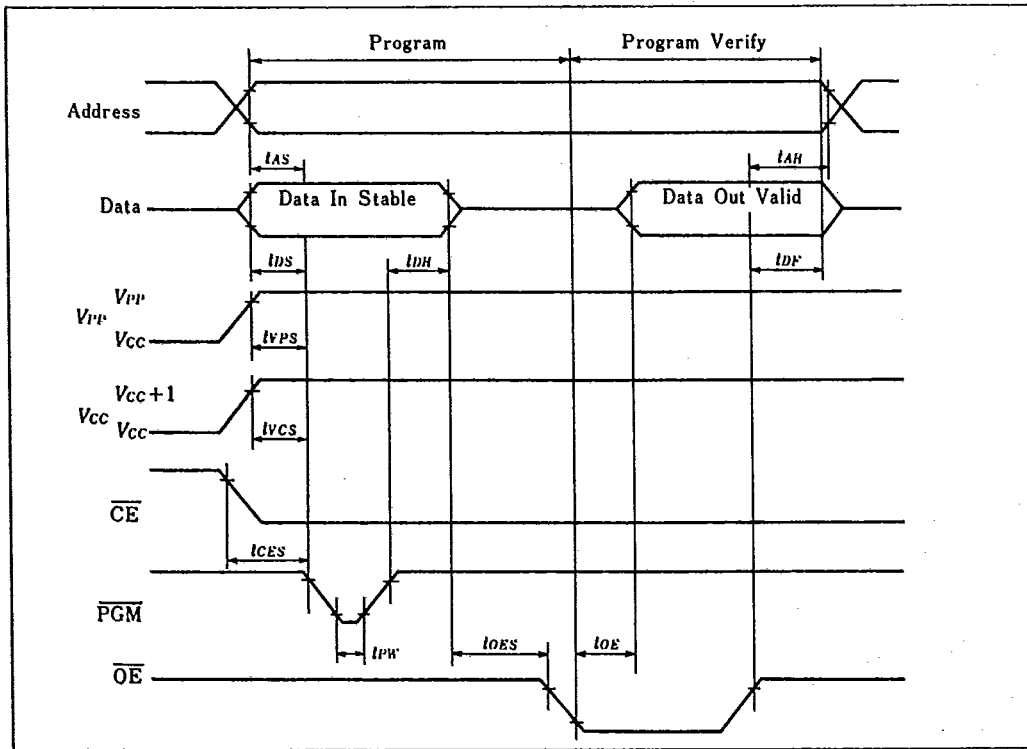 Program
Program Verify
Address
tAS
tAH
Data
Data In Stable
Data Out Valid
tDS
tDH
tDF
VPP
VPP
VCC
tVPS
VCC+1
VCC
VCC
tVCS
CE
tCES
PGM
tPW
tOES
tOE
OE